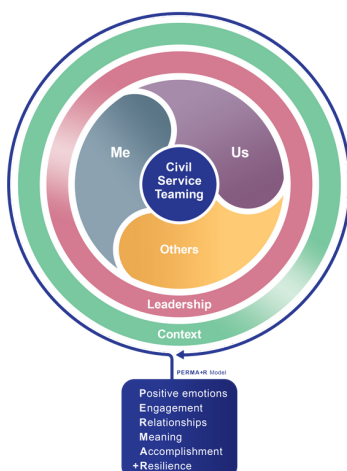 Me
Us
Civil
Service
Teaming
Others
Leadership
Context
PERMA+R Model
Positive emotions
Engagement
Relationships
Meaning
Accomplishment
+Resilience